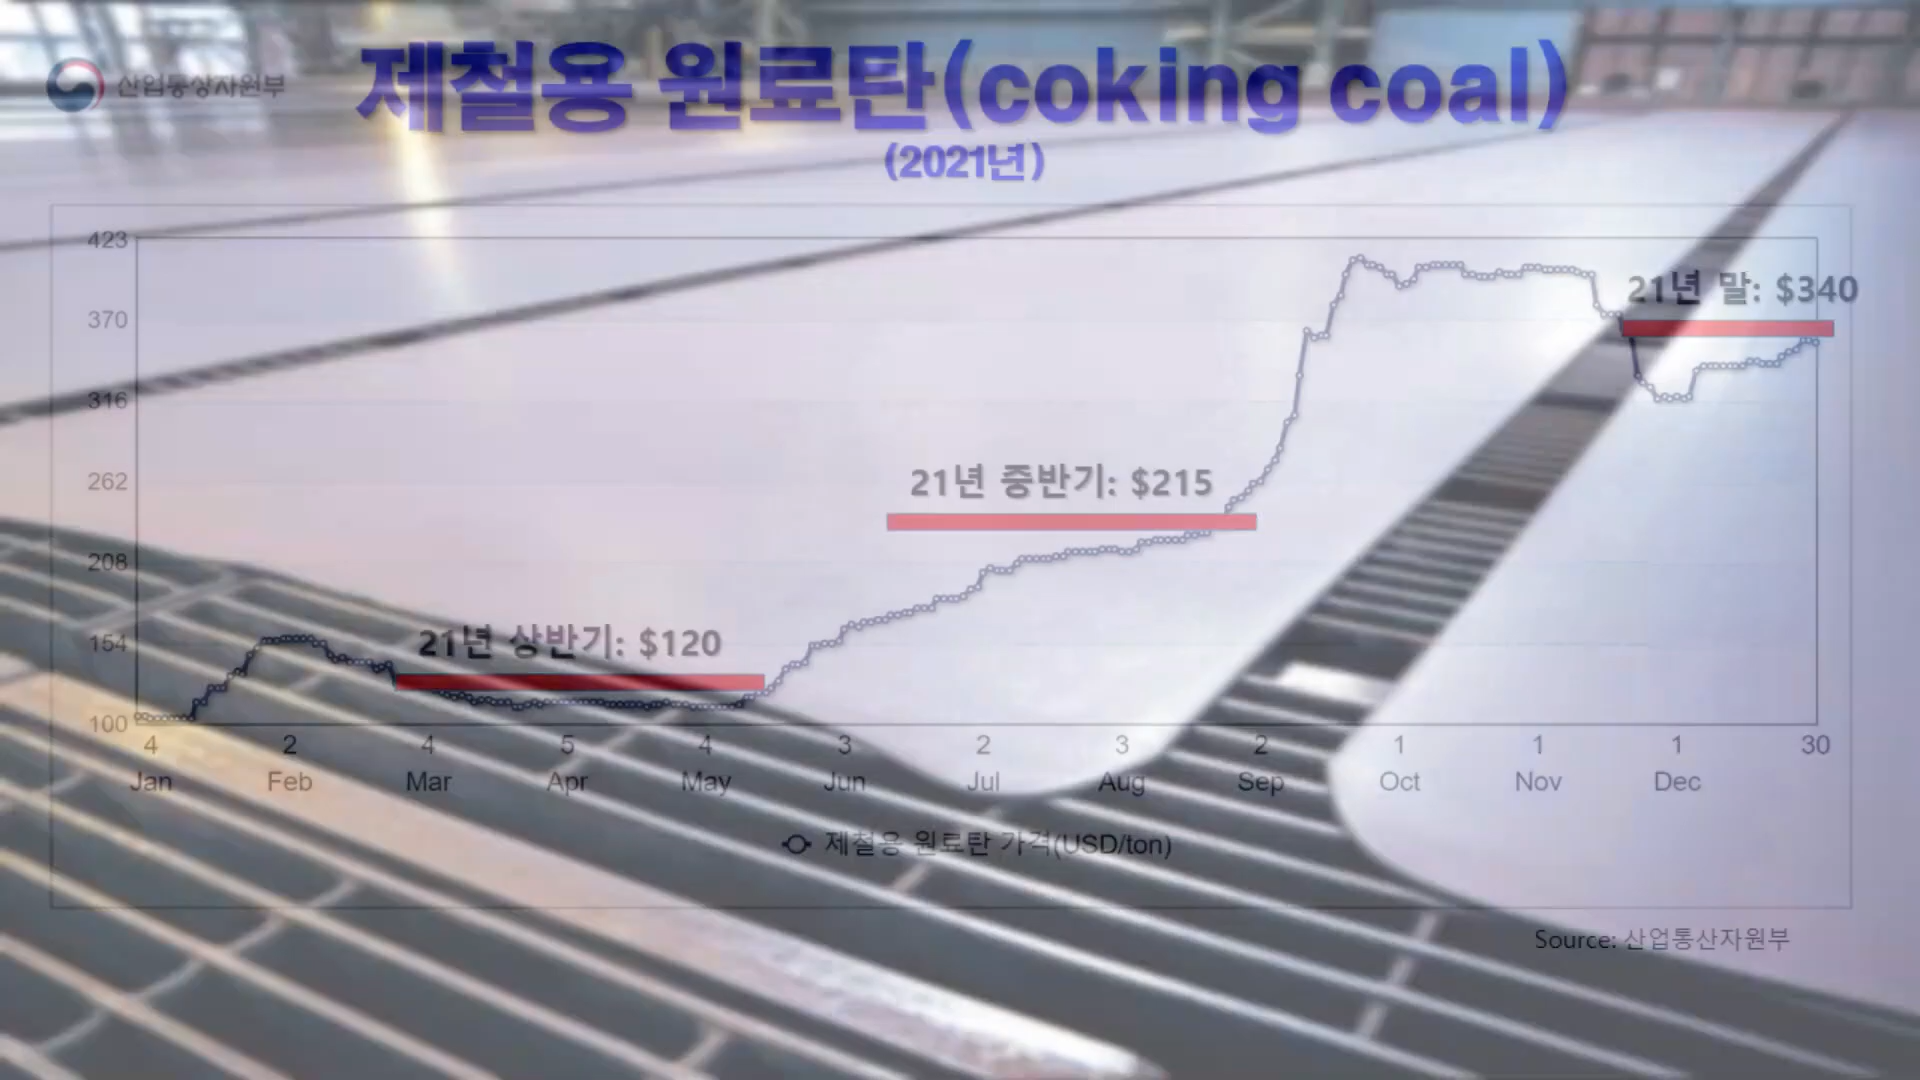 산업통상자원부
제철용 원료탄(coking coal)
(2021년)
423
370
316
262
208
154
100
21년 상반기: $120
21년 중반기: $215
21년 말: $340
4 2 4 5 4 3 2 3 2 1 1 1 30
Jan Feb Mar Apr May Jun Jul Aug Sep Oct Nov Dec
제철용 원료탄 가격(USD/ton)
Source: 산업통산자원부